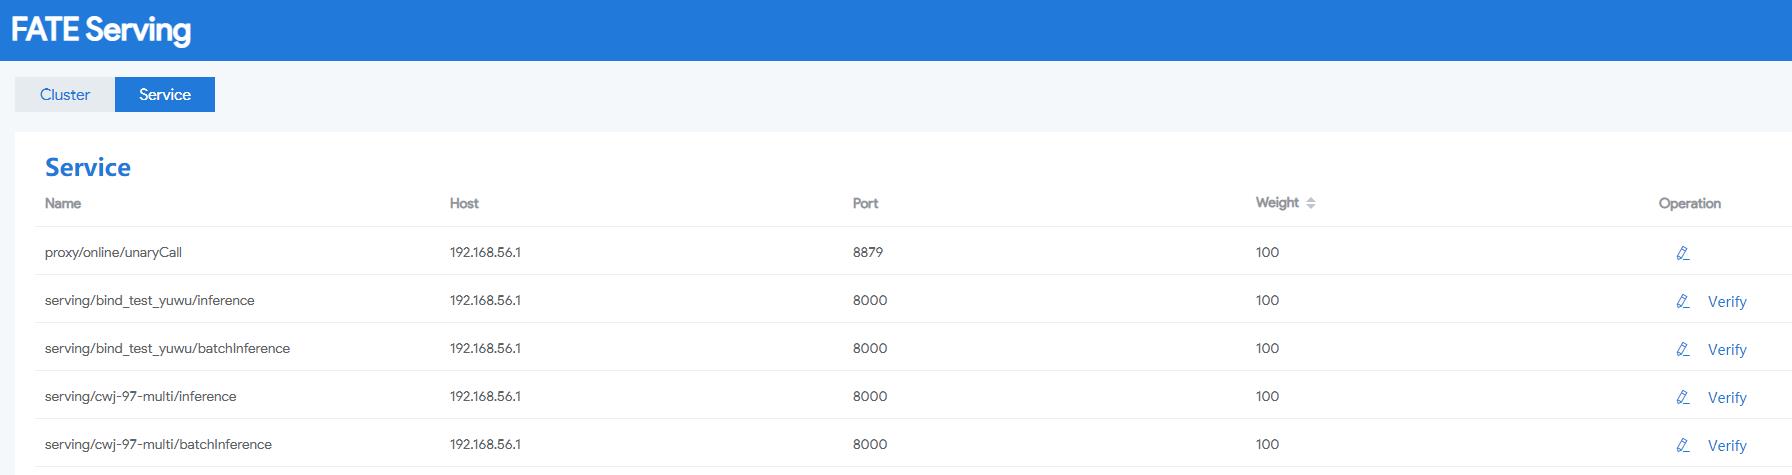 FATE Serving
Cluster Service
Service
Name Host Port Weight Operation
proxy/online/unaryCall 192.168.56.1 8879 100
serving/bind_test_yuwu/inference 192.168.56.1 8000 100 Verify
serving/bind_test_yuwu/batchInference 192.168.56.1 8000 100 Verify
serving/cwj-97-multi/inference 192.168.56.1 8000 100 Verify
serving/cwj-97-multi/batchInference 192.168.56.1 8000 100 Verify